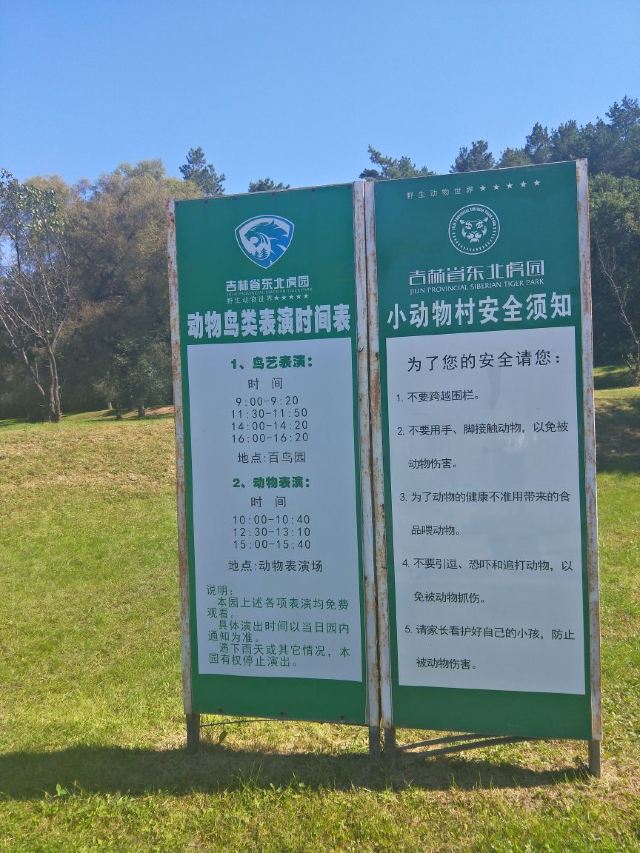 吉林省东北虎园
JILIN PROVINCIAL SIBERIAN TIGER PARK
野生动物世界★★★★★
动物鸟类表演时间表
1、鸟艺表演：
时 间
9:00-9:20
11:30-11:50
14:00-14:20
16:00-16:20
地点:百鸟园
2、动物表演：
时 间
10:00-10:40
12:30-13:10
15:00-15:40
地点:动物表演场
说明：
本园上述各项表演均免费
观看。
具体演出时间以当日园内
通知为准。
遇下雨天或其它情况，本
园有权停止演出。
野生动物世界★★★★★
吉林省东北虎园
JILIN PROVINCIAL SIBERIAN TIGER PARK
小动物村安全须知
为了您的安全请您：
1. 不要跨越围栏。
2. 不要用手、脚接触动物，以免被
动物伤害。
3. 为了动物的健康不准用带来的食
品喂动物。
4. 不要引逗、恐吓和追打动物，以
免被动物抓伤。
5. 请家长看护好自己的小孩，防止
被动物伤害。